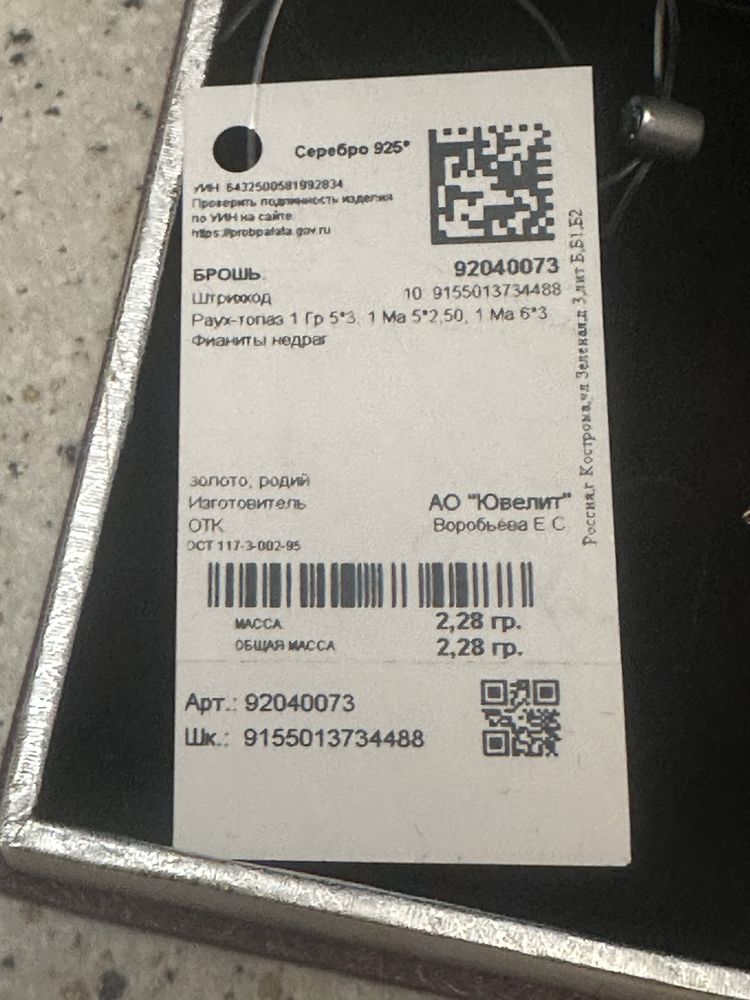 Серебро 925*
УИН 6432500581992834
Проверить подлинность изделия
по УИН на сайте
https://probpalata.gov.ru
БРОШЬ. 92040073
Штрихкод 10 9155013734488
Раух-топаз 1 Гр 5*3, 1 Ма 5*2,50, 1 Ма 6*3
Фианиты недраг
золото, родий
Изготовитель АО "Ювелит"
ОТК Воробьёва Е С
ОСТ 117-3-002-95
МАССА 2,28 гр.
ОБЩАЯ МАССА 2,28 гр.
Арт.: 92040073
Шк.: 9155013734488
Россия,г Кострома,ул Зеленая,д 3,лит Б,Б1,Б2